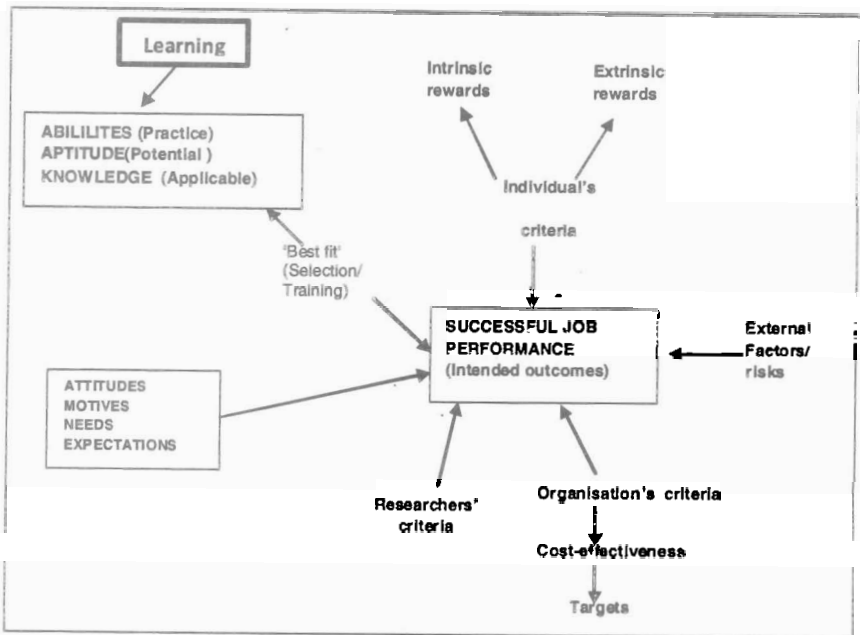 Learning
ABILILITES (Practice)
APTITUDE(Potential )
KNOWLEDGE (Applicable)
Intrinsic
rewards
Extrinsic
rewards
Individual's
criteria
'Best fit'
(Selection/
Training)
SUCCESSFUL JOB
PERFORMANCE
(Intended outcomes)
External
Factors/
risks
ATTITUDES
MOTIVES
NEEDS
EXPECTATIONS
Researchers'
criteria
Organisation's criteria
Cost-effectiveness
Targets